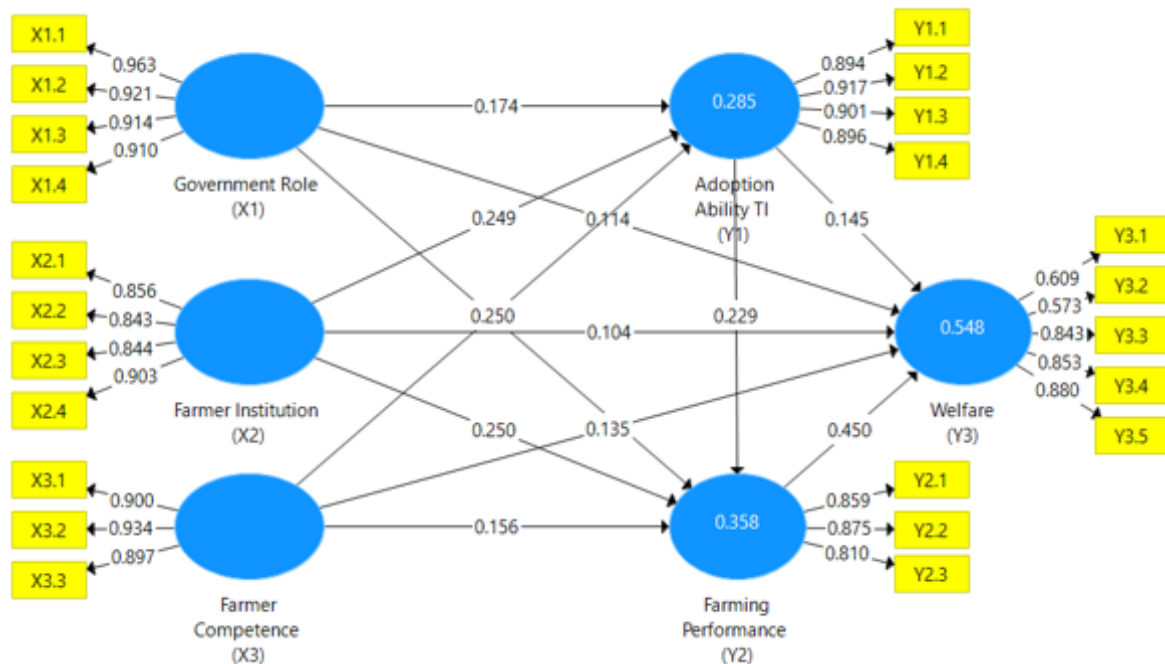 X1.1
0.963
X1.2
0.921
X1.3
0.914
X1.4
0.910
Government Role
(X1)
X2.1
0.856
X2.2
0.843
X2.3
0.844
X2.4
0.903
Farmer Institution
(X2)
X3.1
0.900
X3.2
0.934
X3.3
0.897
Farmer
Competence
(X3)
0.174
0.249
0.114
0.250
0.104
0.229
0.250
0.135
0.156
0.285
Adoption
Ability TI
(Y1)
Y1.1
0.894
Y1.2
0.917
Y1.3
0.901
Y1.4
0.896
0.145
0.450
0.358
Farming
Performance
(Y2)
Y2.1
0.859
Y2.2
0.875
Y2.3
0.810
0.548
Welfare
(Y3)
Y3.1
0.609
Y3.2
0.573
Y3.3
0.843
Y3.4
0.853
Y3.5
0.880